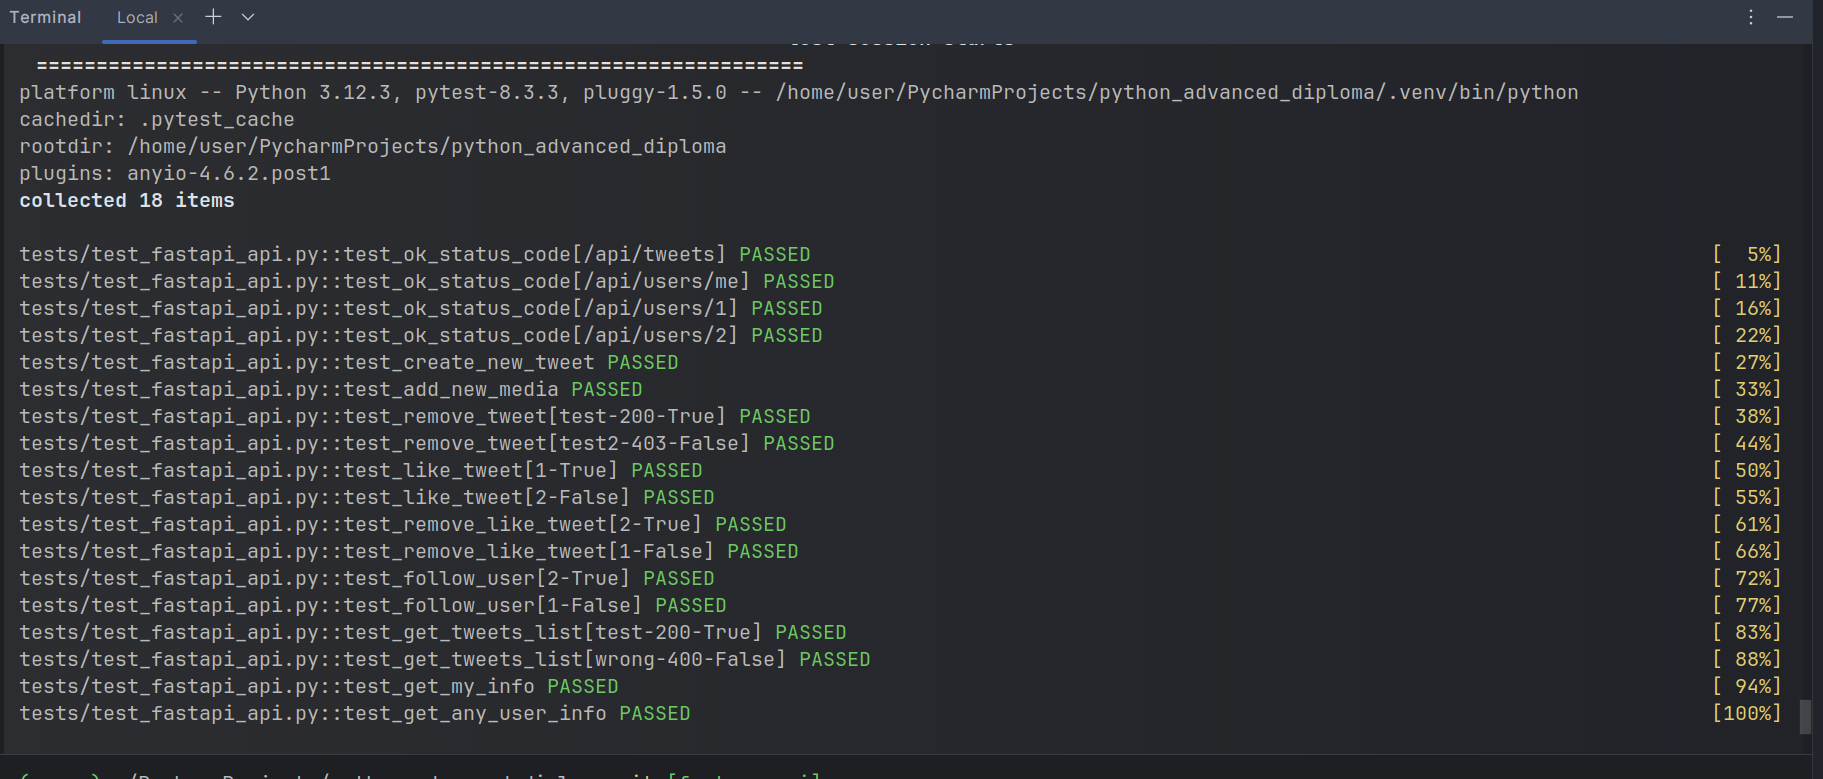 Terminal Local × + 
============================================================================
platform linux -- Python 3.12.3, pytest-8.3.3, pluggy-1.5.0 -- /home/user/PycharmProjects/python_advanced_diploma/.venv/bin/python
cachedir: .pytest_cache
rootdir: /home/user/PycharmProjects/python_advanced_diploma
plugins: anyio-4.6.2.post1
collected 18 items
tests/test_fastapi_api.py::test_ok_status_code[/api/tweets] PASSED [  5%]
tests/test_fastapi_api.py::test_ok_status_code[/api/users/me] PASSED [ 11%]
tests/test_fastapi_api.py::test_ok_status_code[/api/users/1] PASSED [ 16%]
tests/test_fastapi_api.py::test_ok_status_code[/api/users/2] PASSED [ 22%]
tests/test_fastapi_api.py::test_create_new_tweet PASSED [ 27%]
tests/test_fastapi_api.py::test_add_new_media PASSED [ 33%]
tests/test_fastapi_api.py::test_remove_tweet[test-200-True] PASSED [ 38%]
tests/test_fastapi_api.py::test_remove_tweet[test2-403-False] PASSED [ 44%]
tests/test_fastapi_api.py::test_like_tweet[1-True] PASSED [ 50%]
tests/test_fastapi_api.py::test_like_tweet[2-False] PASSED [ 55%]
tests/test_fastapi_api.py::test_remove_like_tweet[2-True] PASSED [ 61%]
tests/test_fastapi_api.py::test_remove_like_tweet[1-False] PASSED [ 66%]
tests/test_fastapi_api.py::test_follow_user[2-True] PASSED [ 72%]
tests/test_fastapi_api.py::test_follow_user[1-False] PASSED [ 77%]
tests/test_fastapi_api.py::test_get_tweets_list[test-200-True] PASSED [ 83%]
tests/test_fastapi_api.py::test_get_tweets_list[wrong-400-False] PASSED [ 88%]
tests/test_fastapi_api.py::test_get_my_info PASSED [ 94%]
tests/test_fastapi_api.py::test_get_any_user_info PASSED [100%]